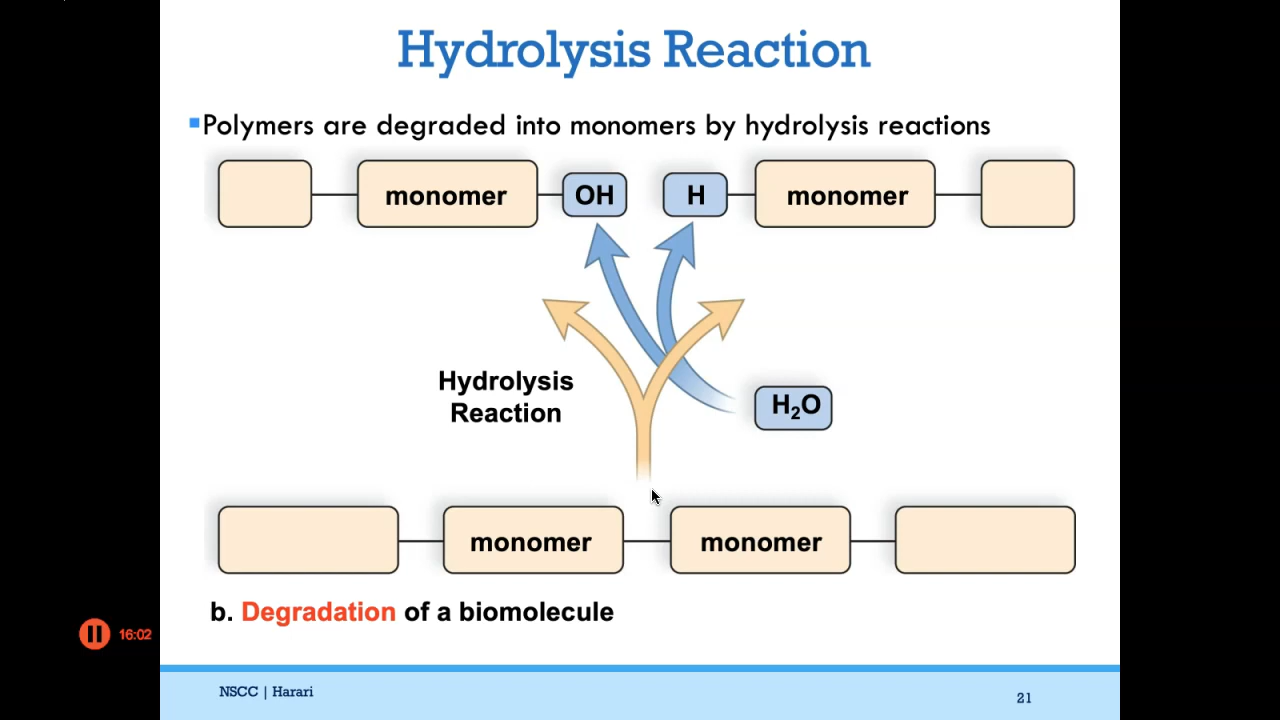 Hydrolysis Reaction
Polymers are degraded into monomers by hydrolysis reactions
monomer OH H monomer
Hydrolysis
Reaction
H₂O
monomer monomer
b. Degradation of a biomolecule
16:02
NSCC | Harari
21